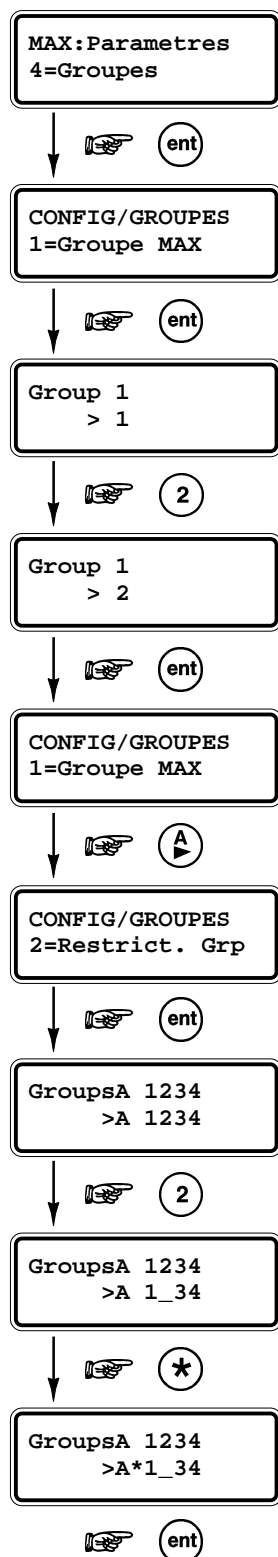 MAX:Parametres
4=Groupes
ent
CONFIG/GROUPES
1=Groupe MAX
ent
Group 1
> 1
2
Group 1
> 2
ent
CONFIG/GROUPES
1=Groupe MAX
A
CONFIG/GROUPES
2=Restrict. Grp
ent
GroupsA 1234
>A 1234
2
GroupsA 1234
>A 1_34
*
GroupsA 1234
>A*1_34
ent